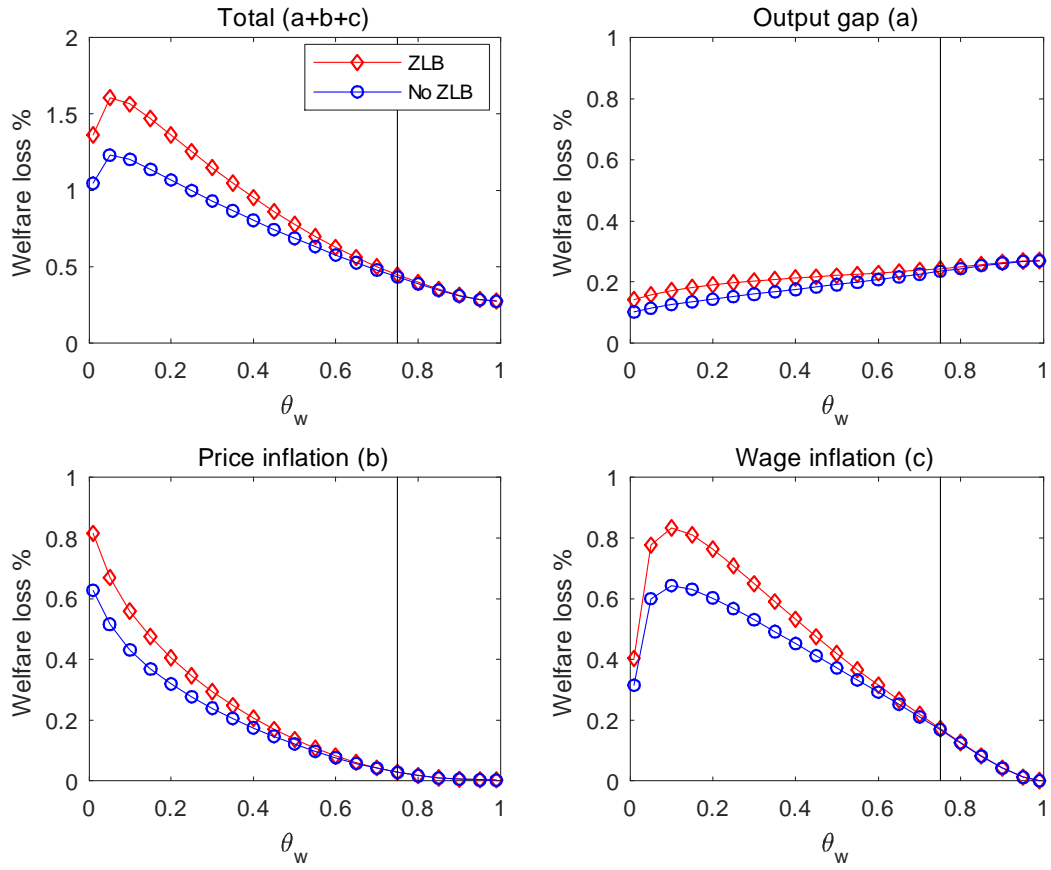 Total (a+b+c)
Welfare loss %
2
1.5
1
0.5
0
0 0.2 0.4 0.6 0.8 1
θw
ZLB
No ZLB
Output gap (a)
Welfare loss %
1
0.8
0.6
0.4
0.2
0
0 0.2 0.4 0.6 0.8 1
θw
Price inflation (b)
Welfare loss %
1
0.8
0.6
0.4
0.2
0
0 0.2 0.4 0.6 0.8 1
θw
Wage inflation (c)
Welfare loss %
1
0.8
0.6
0.4
0.2
0
0 0.2 0.4 0.6 0.8 1
θw